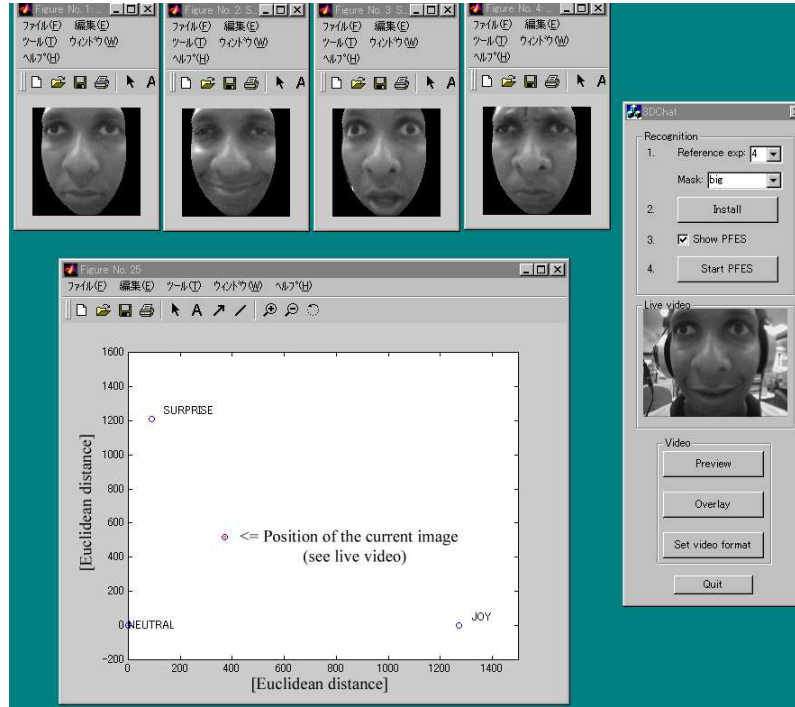 Figure No. 1: ...
ファイル(F) 編集(E)
ツール(T) ウィンドウ(W)
ヘルプ(H)
A
Figure No. 2: S...
ファイル(F) 編集(E)
ツール(T) ウィンドウ(W)
ヘルプ(H)
A
Figure No. 3: S...
ファイル(F) 編集(E)
ツール(T) ウィンドウ(W)
ヘルプ(H)
A
Figure No. 4: ...
ファイル(F) 編集(E)
ツール(T) ウィンドウ(W)
ヘルプ(H)
A
Figure No. 25
ファイル(F) 編集(E) ツール(T) ウィンドウ(W) ヘルプ(H)
A
[Euclidean distance]
1600
1400
SURPRISE
1200
1000
800
600
<= Position of the current image
(see live video)
400
200
0
NEUTRAL
JOY
-200
0 200 400 600 800 1000 1200 1400
[Euclidean distance]
3DChat
Recognition
1. Reference exp: 4
Mask: big
2. Install
3. Show PFES
4. Start PFES
Live video
Video
Preview
Overlay
Set video format
Quit